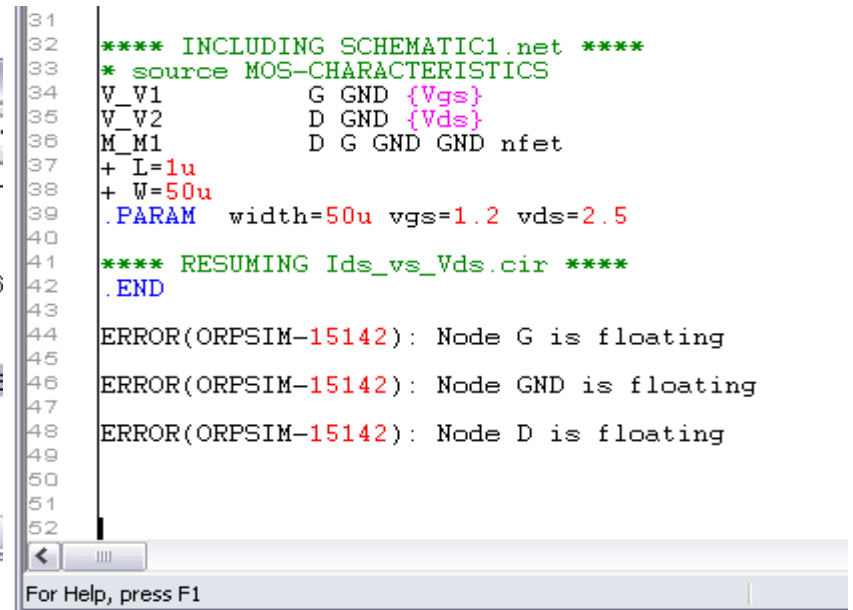 31
32 **** INCLUDING SCHEMATIC1.net ****
33 * source MOS-CHARACTERISTICS
34 V_V1 G GND {Vgs}
35 V_V2 D GND {Vds}
36 M_M1 D G GND GND nfet
37 + L=1u
38 + W=50u
39 .PARAM width=50u vgs=1.2 vds=2.5
40
41 **** RESUMING Ids_vs_Vds.cir ****
42 .END
43
44 ERROR(ORPSIM-15142): Node G is floating
45
46 ERROR(ORPSIM-15142): Node GND is floating
47
48 ERROR(ORPSIM-15142): Node D is floating
49
50
51
52
For Help, press F1